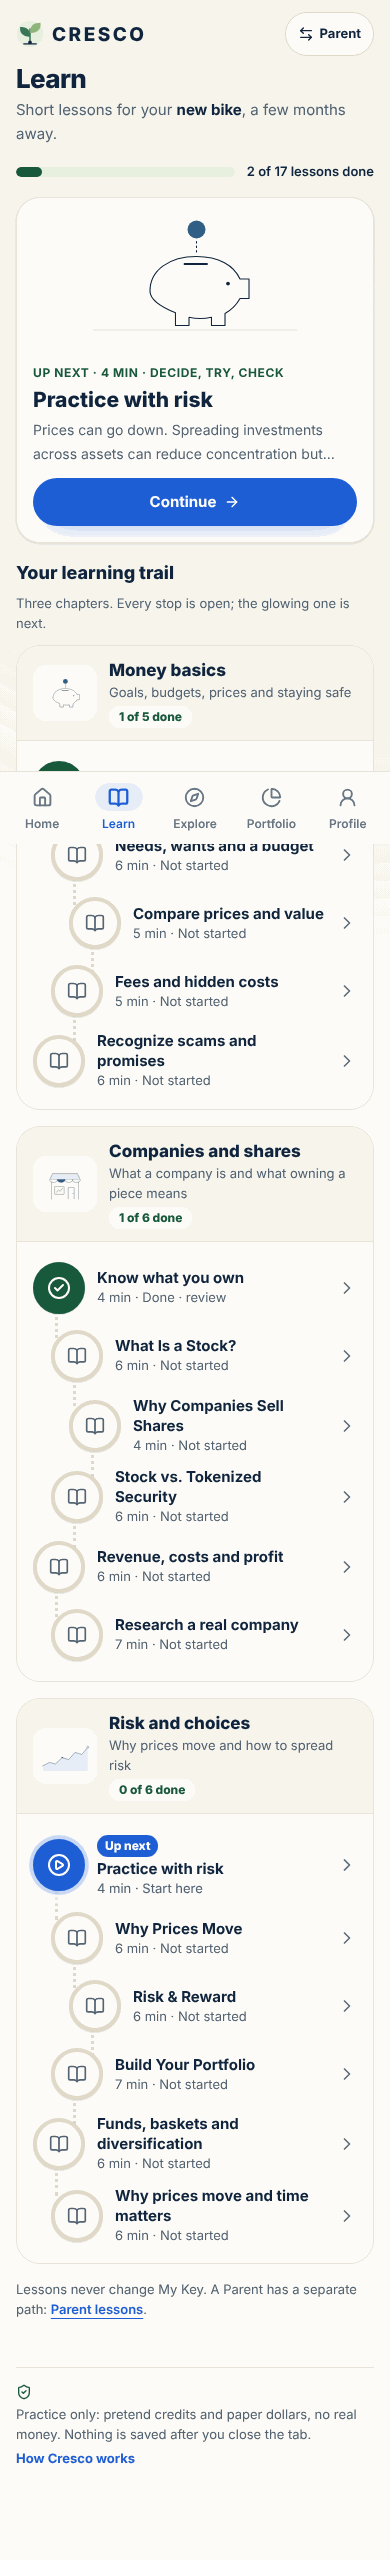 CRESCO
Parent
Learn
Short lessons for your new bike, a few months
away.
2 of 17 lessons done
UP NEXT · 4 MIN · DECIDE, TRY, CHECK
Practice with risk
Prices can go down. Spreading investments
across assets can reduce concentration but...
Continue
Your learning trail
Three chapters. Every stop is open; the glowing one is
next.
Money basics
Goals, budgets, prices and staying safe
1 of 5 done
Home
Learn
Explore
Portfolio
Profile
Needs, wants and a budget
6 min · Not started
Compare prices and value
5 min · Not started
Fees and hidden costs
5 min · Not started
Recognize scams and
promises
6 min · Not started
Companies and shares
What a company is and what owning a
piece means
1 of 6 done
Know what you own
4 min · Done · review
What Is a Stock?
6 min · Not started
Why Companies Sell
Shares
4 min · Not started
Stock vs. Tokenized
Security
6 min · Not started
Revenue, costs and profit
6 min · Not started
Research a real company
7 min · Not started
Risk and choices
Why prices move and how to spread
risk
0 of 6 done
Up next
Practice with risk
4 min · Start here
Why Prices Move
6 min · Not started
Risk & Reward
6 min · Not started
Build Your Portfolio
7 min · Not started
Funds, baskets and
diversification
6 min · Not started
Why prices move and time
matters
6 min · Not started
Lessons never change My Key. A Parent has a separate
path: Parent lessons.
Practice only: pretend credits and paper dollars, no real
money. Nothing is saved after you close the tab.
How Cresco works